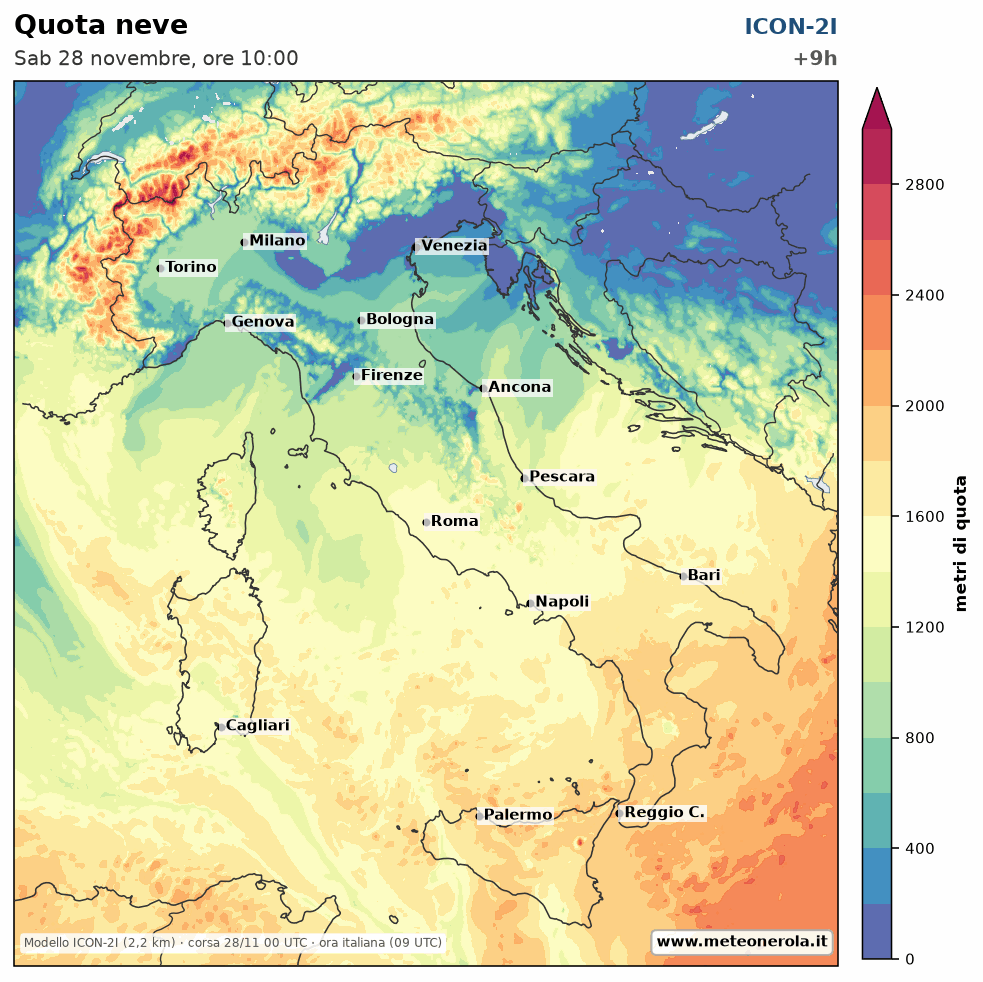 Quota neve
ICON-2I
Sab 28 novembre, ore 10:00
+9h
Milano
Venezia
Torino
Genova
Bologna
Firenze
Ancona
Pescara
Roma
Bari
Napoli
Cagliari
Palermo
Reggio C.
2800
2400
2000
1600
1200
800
400
0
metri di quota
Modello ICON-2I (2,2 km) · corsa 28/11 00 UTC · ora italiana (09 UTC)
www.meteonerola.it